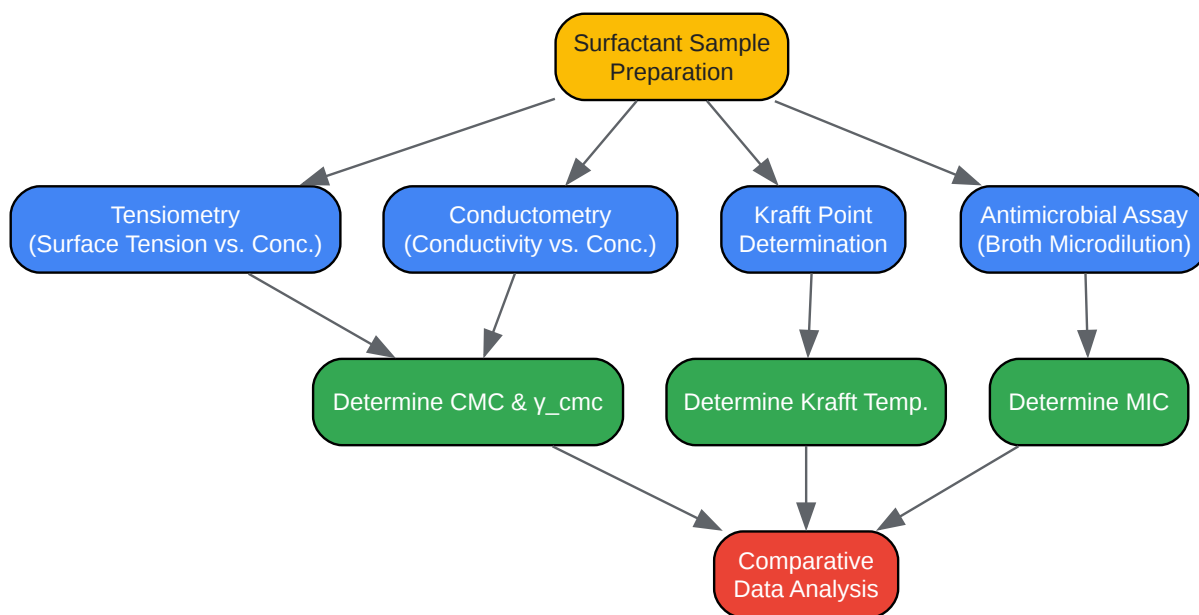 Surfactant Sample
Preparation
Tensiometry
(Surface Tension vs. Conc.)
Conductometry
(Conductivity vs. Conc.)
Krafft Point
Determination
Antimicrobial Assay
(Broth Microdilution)
Determine CMC & γ_cmc
Determine Krafft Temp.
Determine MIC
Comparative
Data Analysis